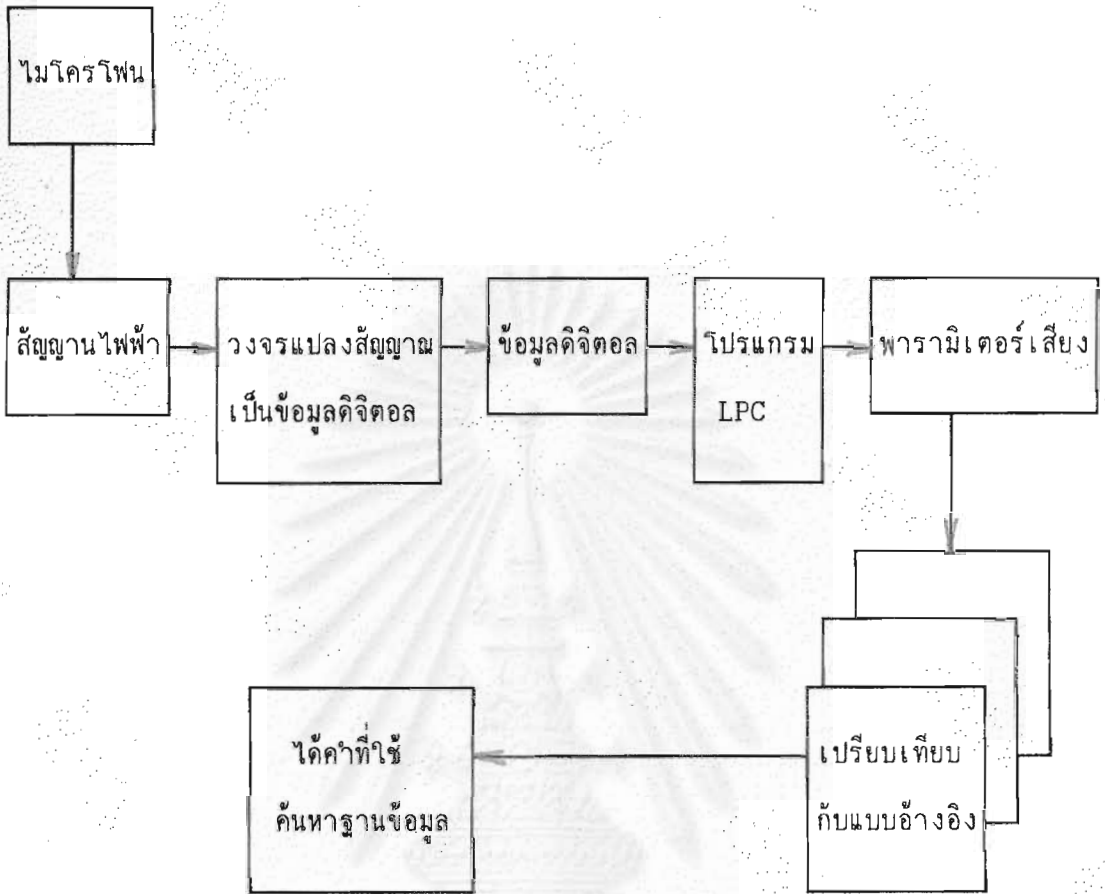 ไมโครโฟน
สัญญานไฟฟ้า
วงจรแปลงสัญญาณ
เป็นข้อมูลดิจิตอล
ข้อมูลดิจิตอล
โปรแกรม
LPC
พารามิเตอร์เสียง
เปรียบเทียบ
กับแบบอ้างอิง
ได้คำที่ใช้
ค้นหาฐานข้อมูล